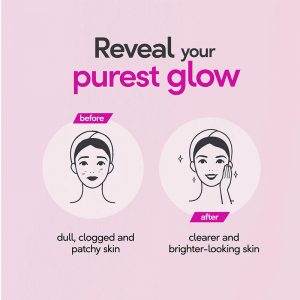 Reveal your
purest glow
before
dull, clogged and
patchy skin
after
clearer and
brighter-looking skin